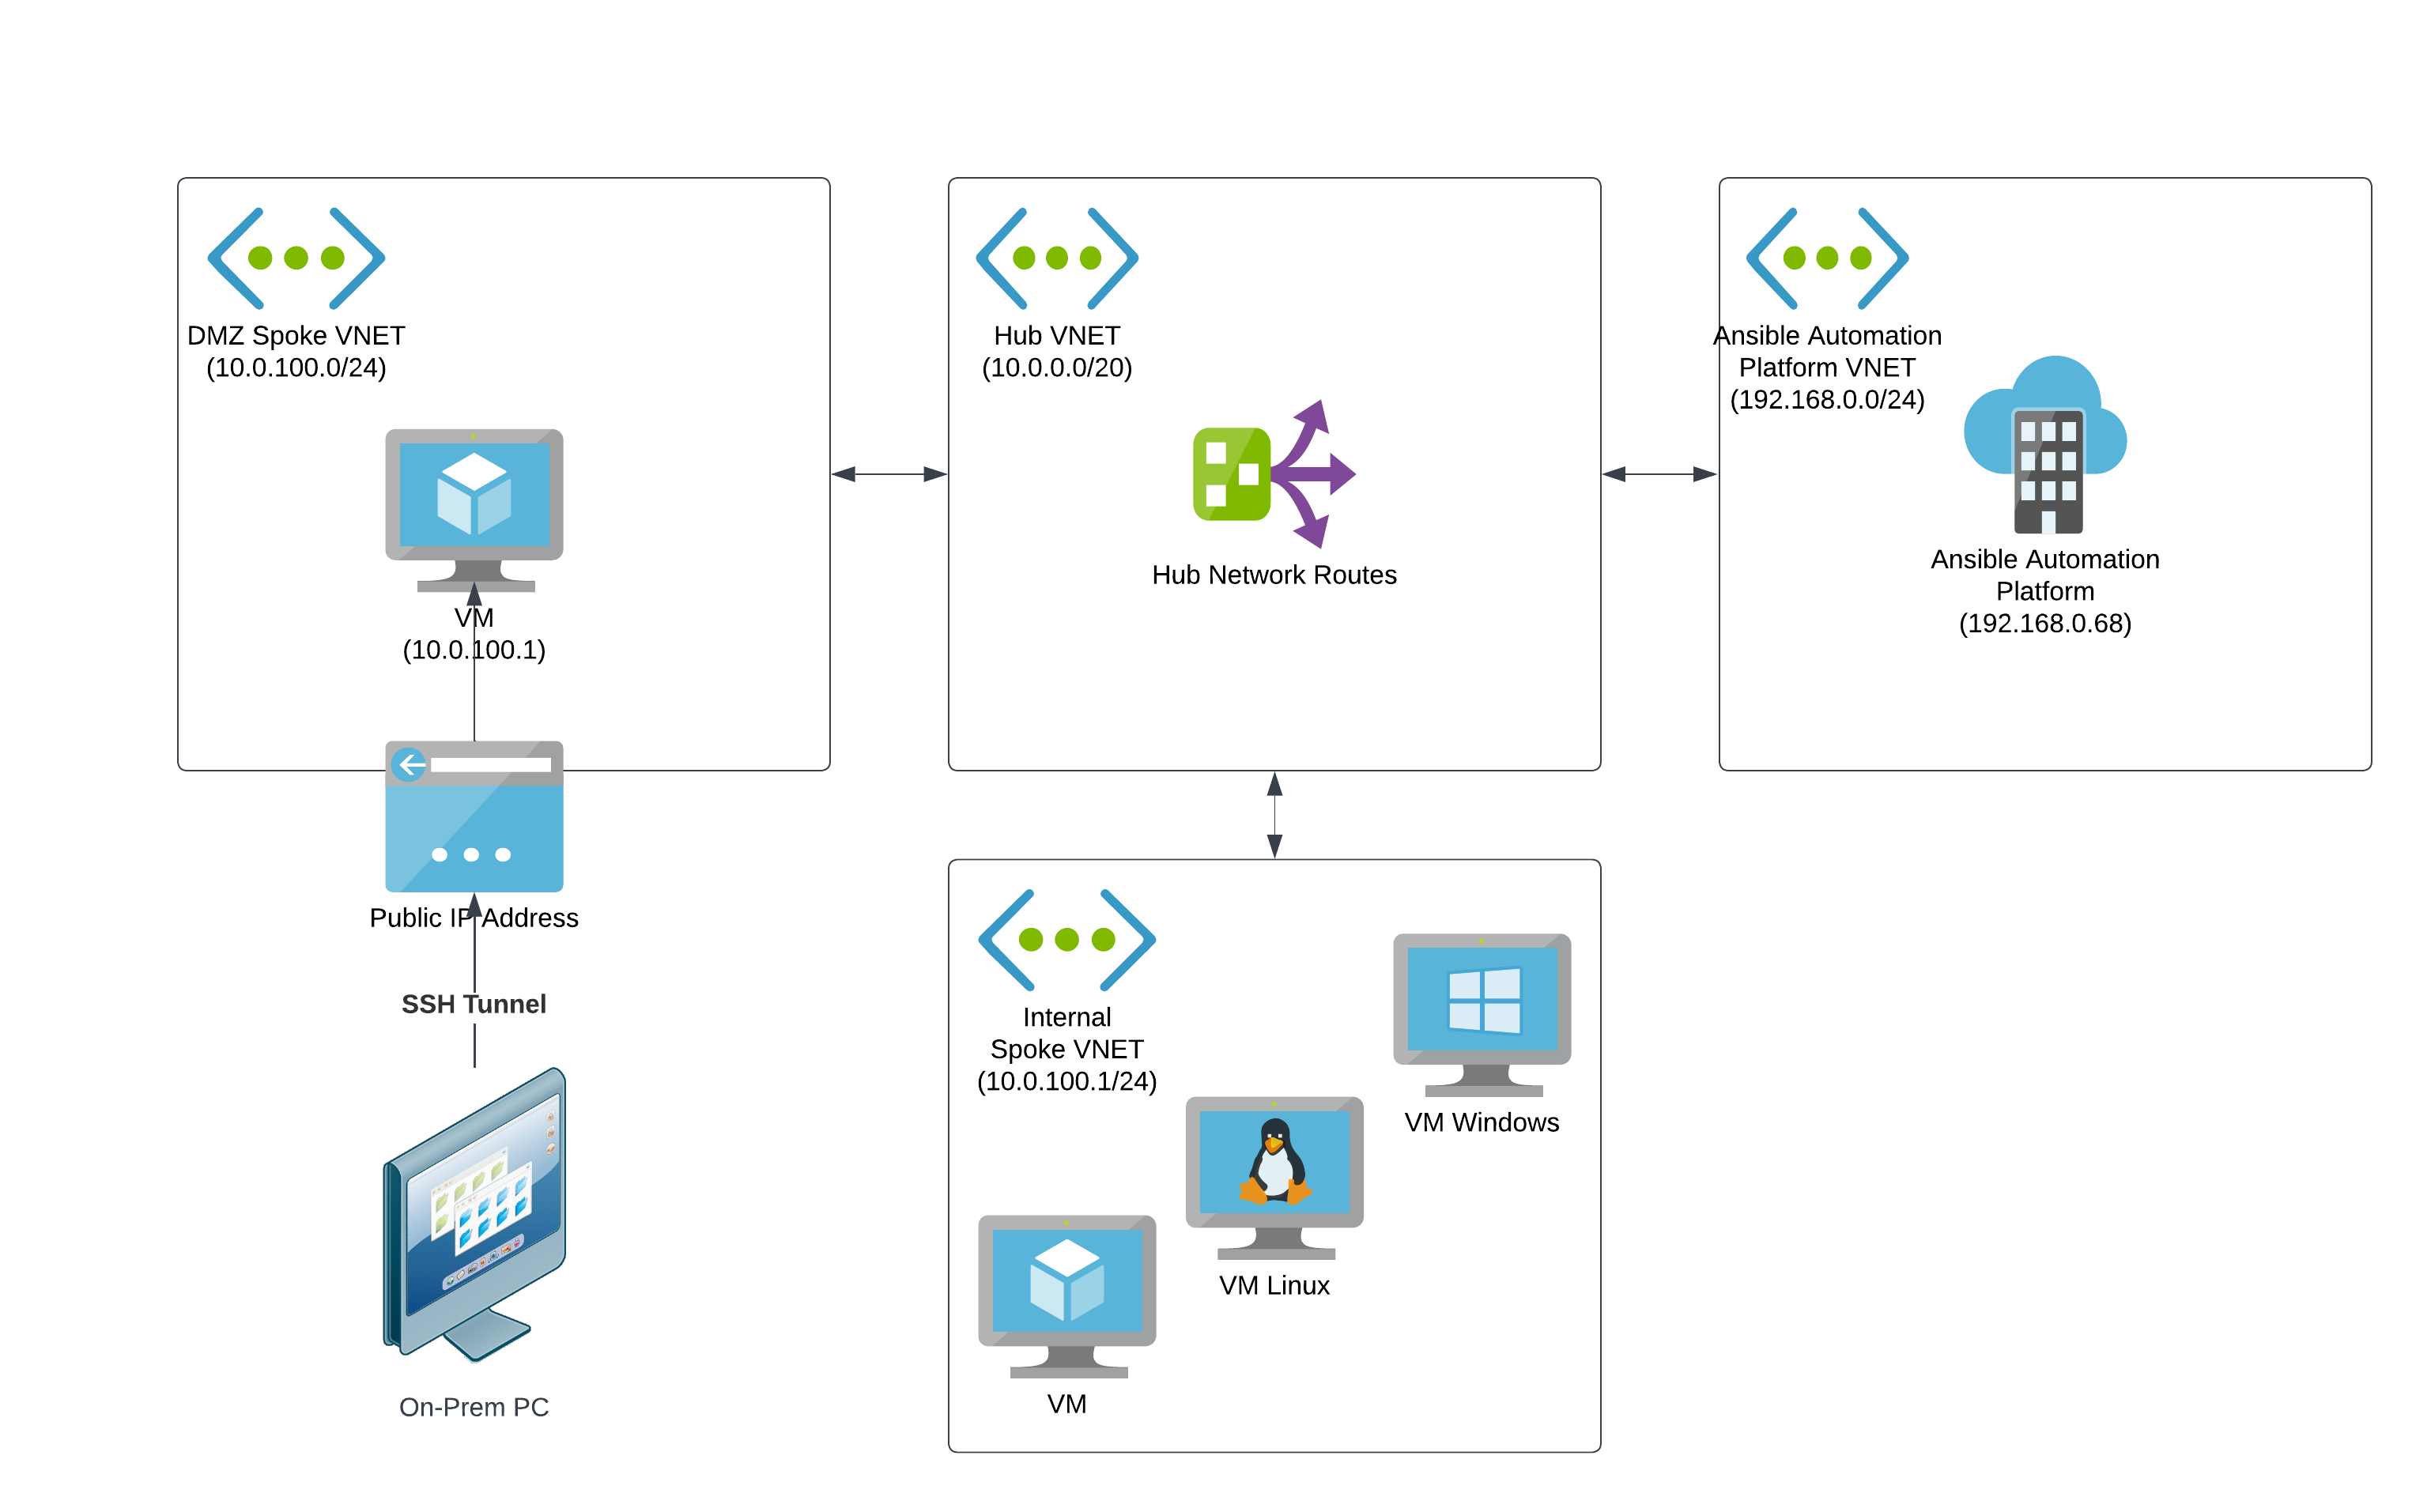 DMZ Spoke VNET
(10.0.100.0/24)
VM
(10.0.100.1)
Public IP Address
SSH Tunnel
On-Prem PC
Hub VNET
(10.0.0.0/20)
Hub Network Routes
Ansible Automation
Platform VNET
(192.168.0.0/24)
Ansible Automation
Platform
(192.168.0.68)
Internal
Spoke VNET
(10.0.100.1/24)
VM Windows
VM Linux
VM